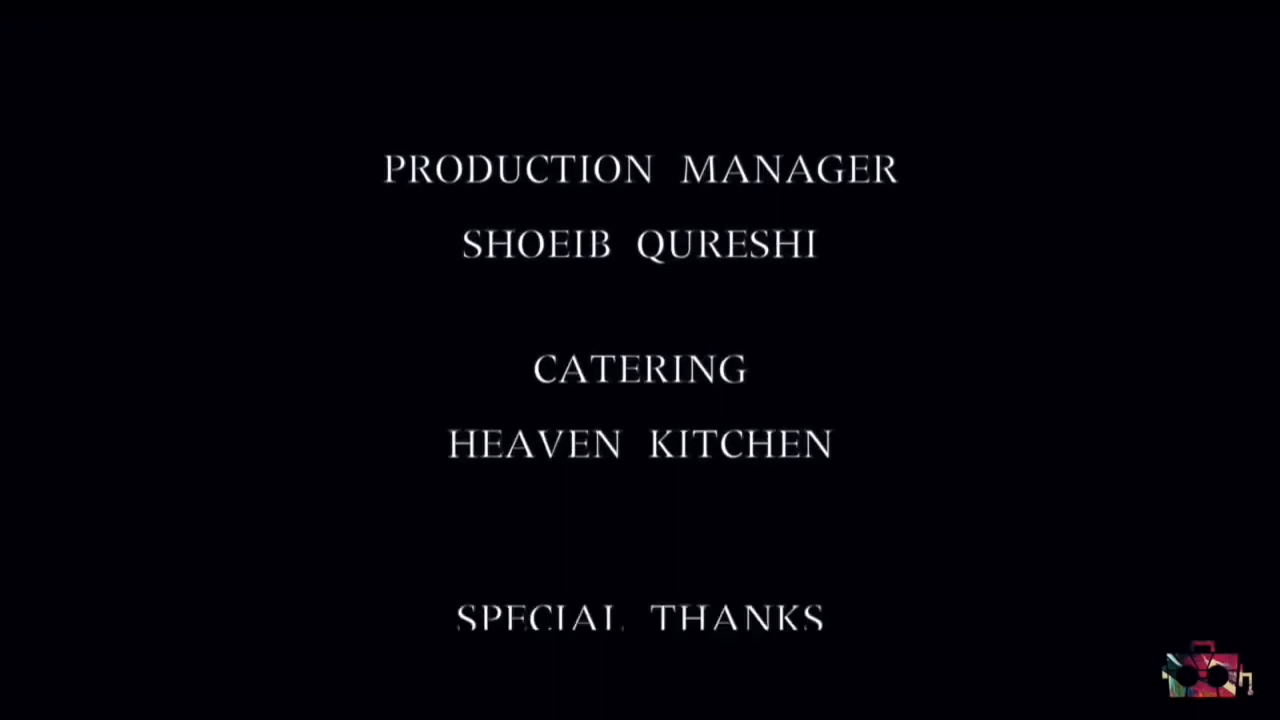 PRODUCTION MANAGER
SHOEIB QURESHI
CATERING
HEAVEN KITCHEN
SPECIAL THANKS